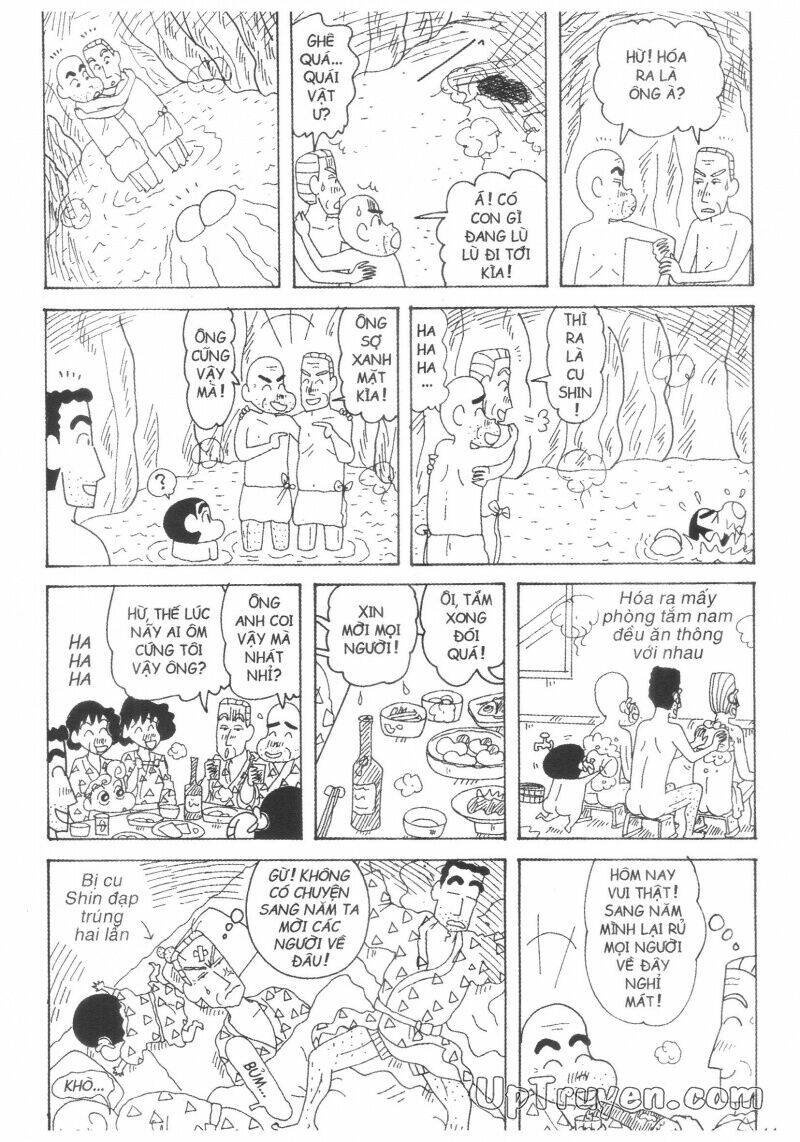 HỪ! HÓA
RA LÀ
ÔNG À?
Á! CÓ
CON GÌ
ĐANG LÙ
LÙ ĐI TỚI
KÌA!
GHÊ
QUÁ...
QUÁI
VẬT
Ư?
THÌ
RA
LÀ
CU
SHIN!
HA
HA
HA
...
ÔNG
SỢ
XANH
MẶT
KÌA!
ÔNG
CŨNG
VẬY
MÀ!
?
Hóa ra mấy
phòng tắm nam
đều ăn thông
với nhau
ÔI, TẮM
XONG
ĐÓI
QUÁ!
XIN
MỜI MỌI
NGƯỜI!
ÔNG
ANH COI
VẬY MÀ
NHÁT
NHỈ?
HỪ, THẾ LÚC
NÃY AI ÔM
CỨNG TÔI
VẬY ÔNG?
HA
HA
HA
HÔM NAY
VUI THẬT!
SANG NĂM
MÌNH LẠI RỦ
MỌI NGƯỜI
VỀ ĐÂY
NGHỈ
MÁT!
GỪ! KHÔNG
CÓ CHUYỆN
SANG NĂM TA
MỜI CÁC
NGƯỜI VỀ
ĐÂU!
Bị cu
Shin đạp
trúng
hai lần
BỦM...
KHÒ...
UpTruyen.com